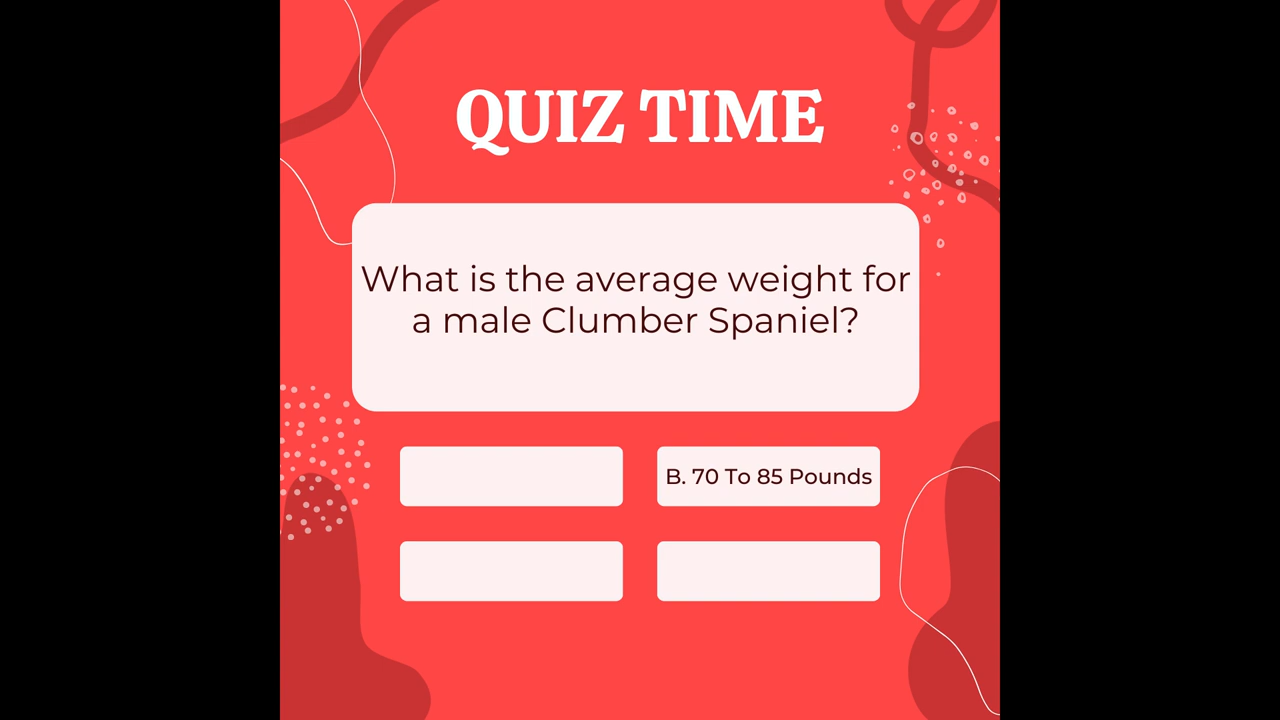 QUIZ TIME
What is the average weight for
a male Clumber Spaniel?
B. 70 To 85 Pounds